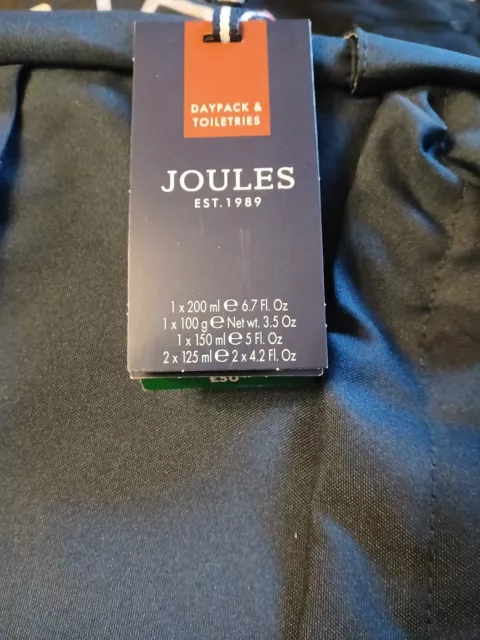 DAYPACK &
TOILETRIES
JOULES
EST.1989
1 x 200 ml ℮ 6.7 Fl. Oz
1 x 100 g ℮ Net wt. 3.5 Oz
1 x 150 ml ℮ 5 Fl. Oz
2 x 125 ml ℮ 2 x 4.2 Fl. Oz
£50